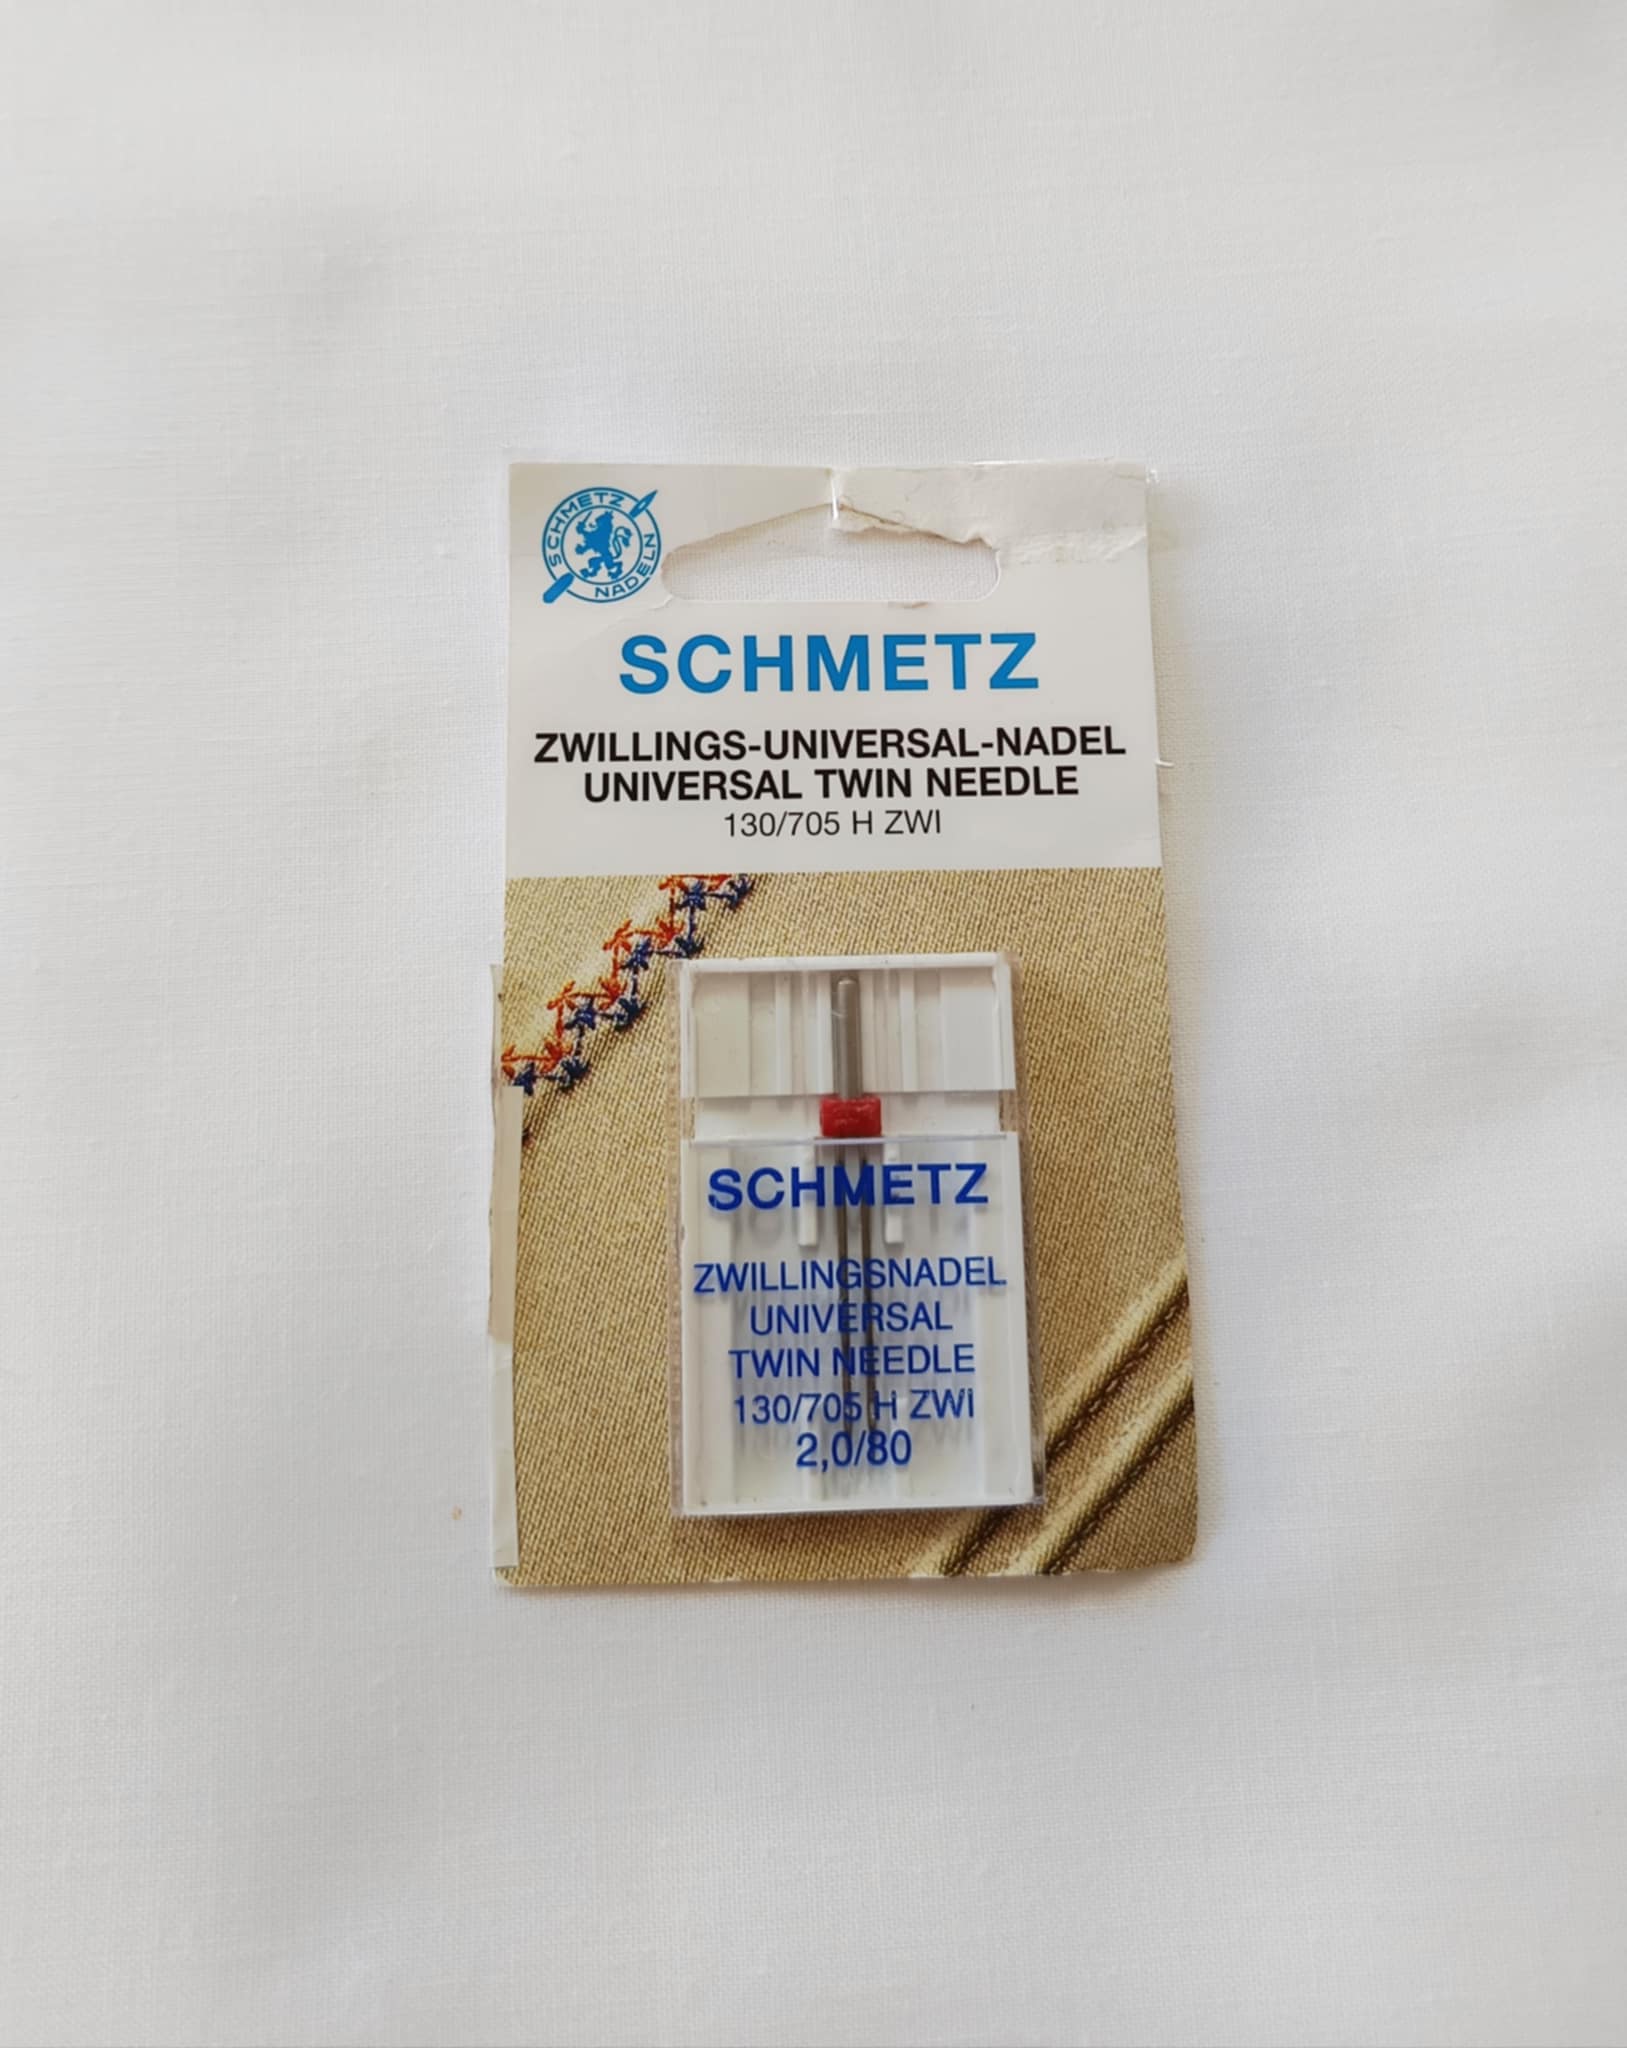 SCHMETZ
NADELN
SCHMETZ
ZWILLINGS-UNIVERSAL-NADEL
UNIVERSAL TWIN NEEDLE
130/705 H ZWI
SCHMETZ
ZWILLINGSNADEL
UNIVERSAL
TWIN NEEDLE
130/705 H ZWI
2,0/80